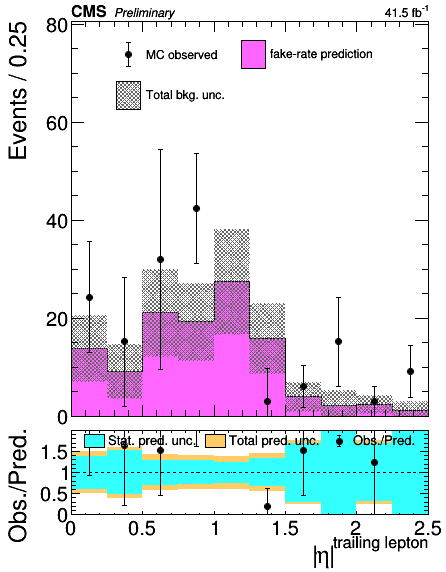 CMS Preliminary 41.5 fb-1
Events / 0.25
80
MC observed fake-rate prediction
Total bkg. unc.
60
40
20
0
Obs./Pred.
Stat. pred. unc. Total pred. unc. Obs./Pred.
1.5
1
0.5
0
0 0.5 1 1.5 2 2.5
|η| trailing lepton